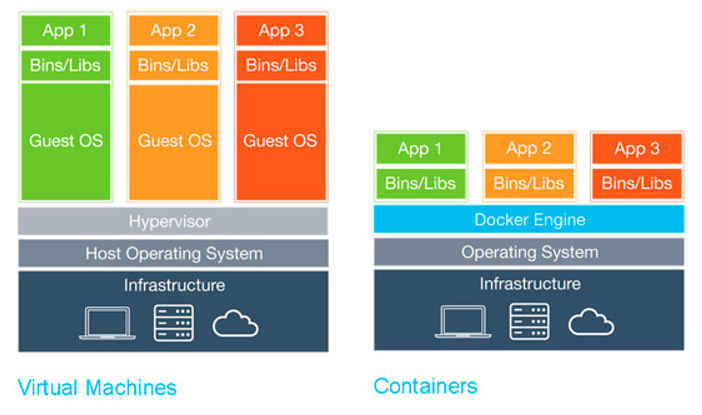 App 1
App 2
App 3
Bins/Libs
Bins/Libs
Bins/Libs
Guest OS
Guest OS
Guest OS
Hypervisor
Host Operating System
Infrastructure
Virtual Machines
App 1
App 2
App 3
Bins/Libs
Bins/Libs
Bins/Libs
Docker Engine
Operating System
Infrastructure
Containers